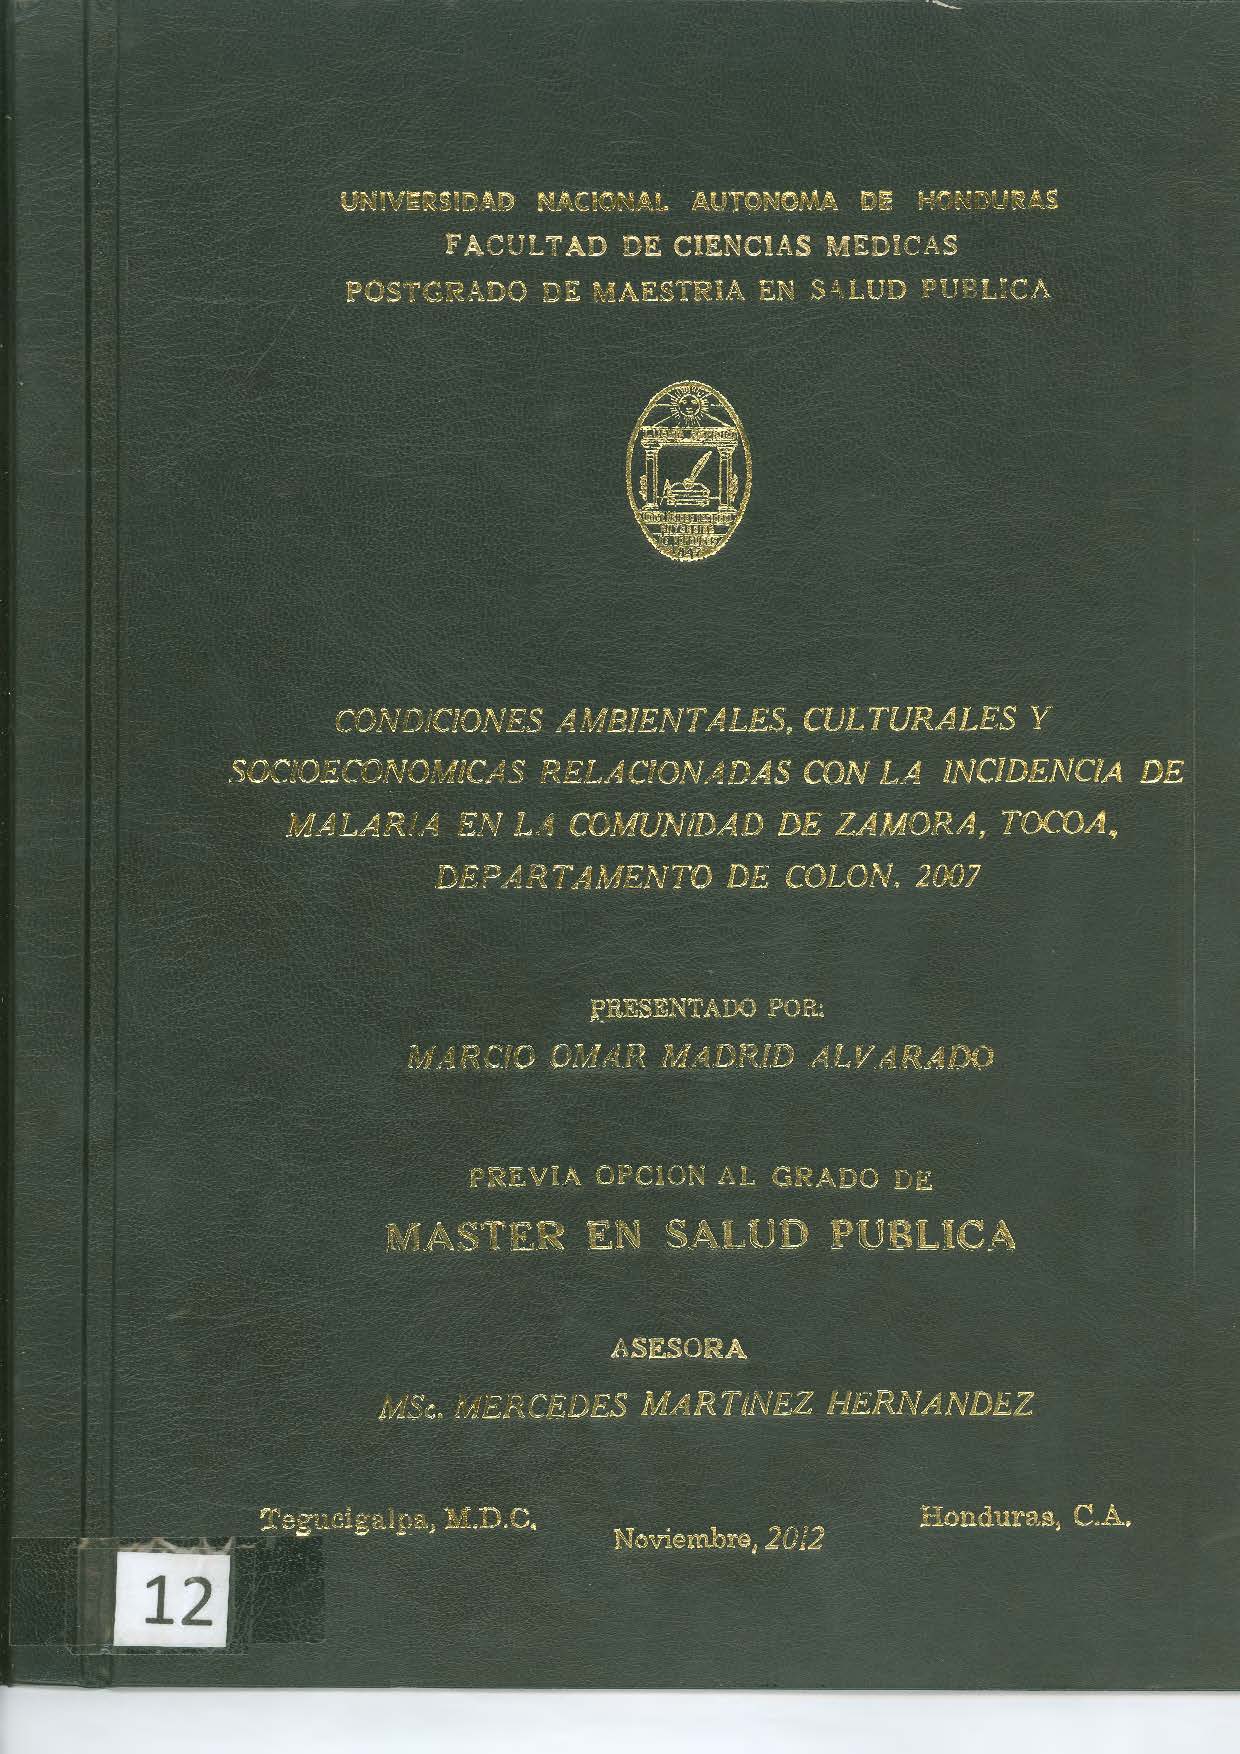 UNIVERSIDAD NACIONAL AUTONOMA DE HONDURAS
FACULTAD DE CIENCIAS MEDICAS
POSTGRADO DE MAESTRIA EN SALUD PUBLICA
CONDICIONES AMBIENTALES, CULTURALES Y
SOCIOECONOMICAS RELACIONADAS CON LA INCIDENCIA DE
MALARIA EN LA COMUNIDAD DE ZAMORA, TOCOA,
DEPARTAMENTO DE COLON. 2007
PRESENTADO POR:
MARCIO OMAR MADRID ALVARADO
PREVIA OPCION AL GRADO DE
MASTER EN SALUD PUBLICA
ASESORA
MSc. MERCEDES MARTINEZ HERNANDEZ
Tegucigalpa, M.D.C. Honduras, C.A.
Noviembre, 2012
12